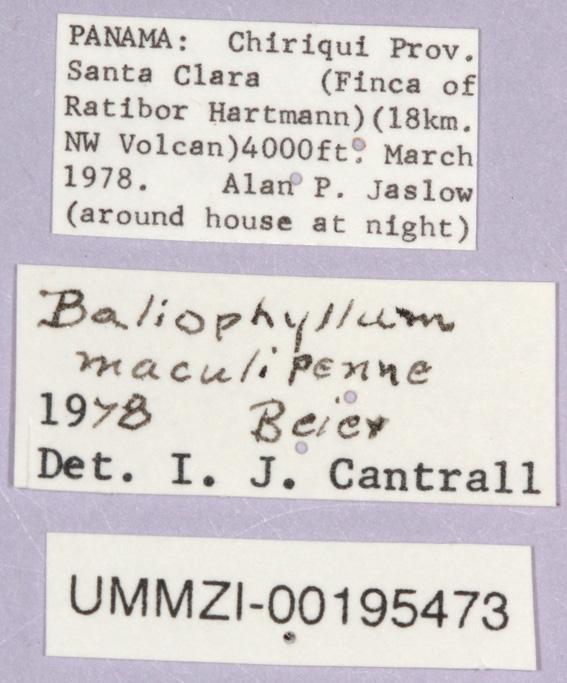 PANAMA: Chiriqui Prov.
Santa Clara (Finca of
Ratibor Hartmann)(18km.
NW Volcan)4000ft. March
1978. Alan P. Jaslow
(around house at night)
Baliophyllum
maculipenne
1978 Beier
Det. I. J. Cantrall
UMMZI-00195473